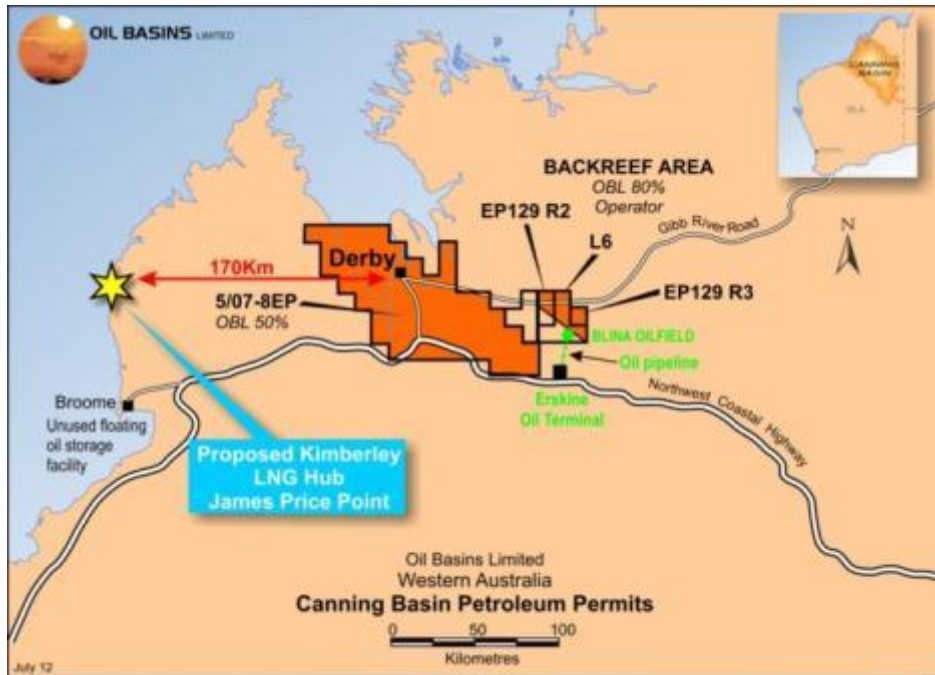 OIL BASINS LIMITED
CANNING
BASIN
W.A.
BACKREEF AREA
OBL 80%
Operator
EP129 R2
L6
Gibb River Road
N
170Km
Derby
EP129 R3
5/07-8EP
OBL 50%
BLINA OILFIELD
Oil pipeline
Erskine
Oil Terminal
Northwest Coastal Highway
Broome
Unused floating
oil storage
facility
Proposed Kimberley
LNG Hub
James Price Point
Oil Basins Limited
Western Australia
Canning Basin Petroleum Permits
0 50 100
Kilometres
July 12